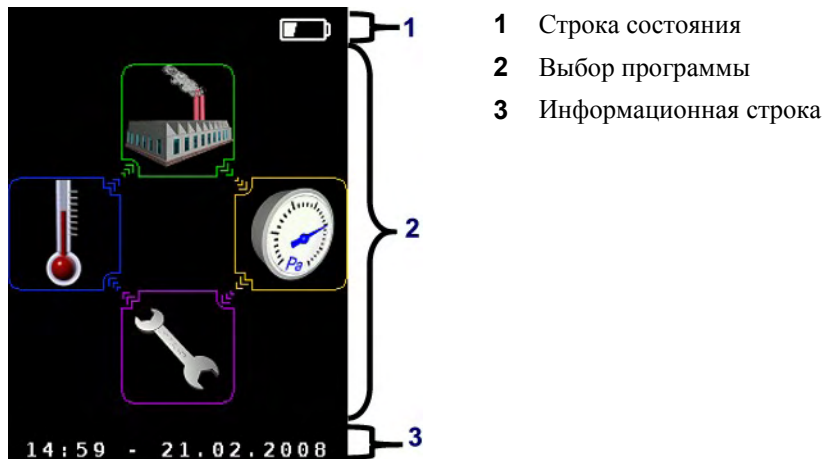 1
1 Строка состояния
2 Выбор программы
3 Информационная строка
2
Pa
3
14:59 - 21.02.2008